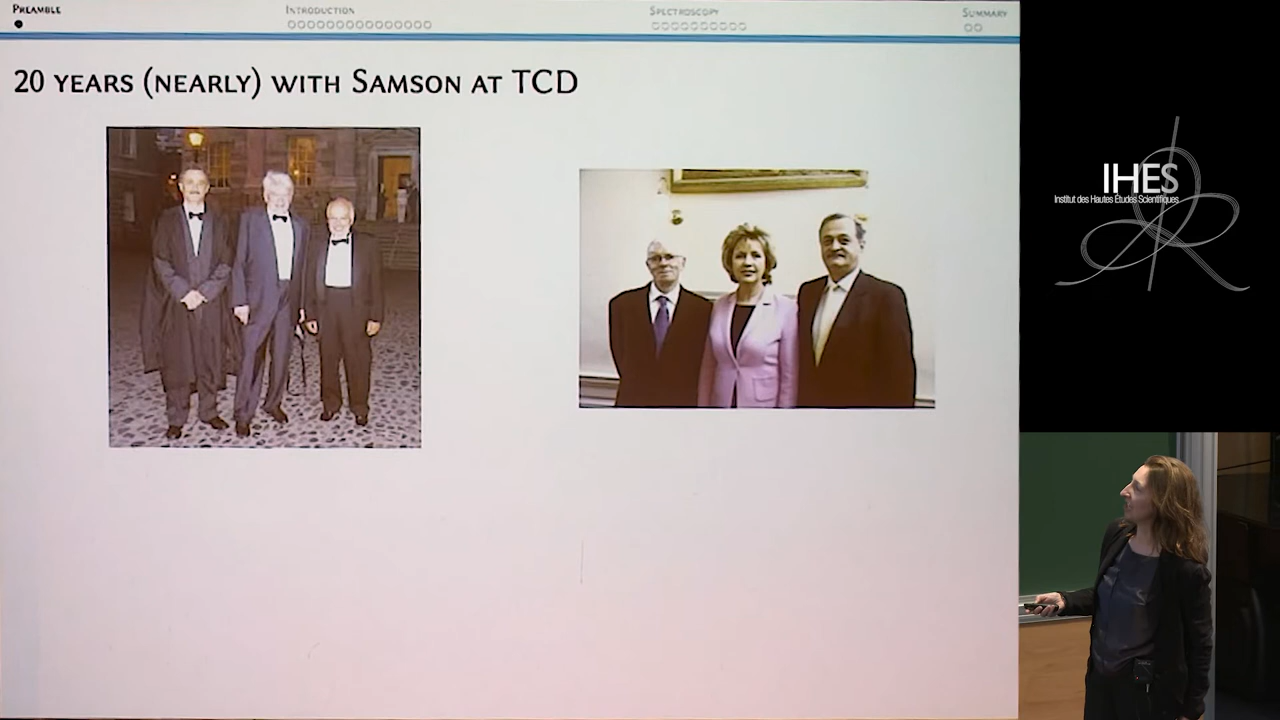 Preamble
Introduction
Spectroscopy
Summary
20 years (nearly) with Samson at TCD
IHES
Institut des Hautes Études Scientifiques